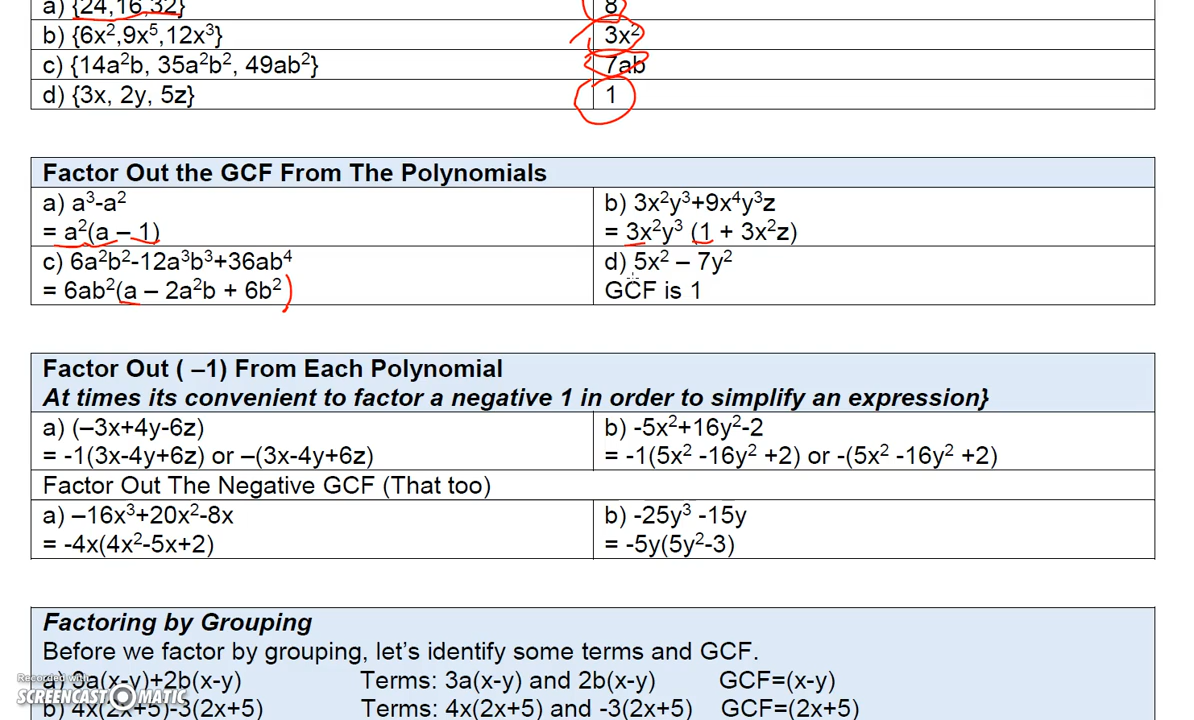 a) {24,16,32} 8
b) {6x²,9x⁵,12x³} 3x²
c) {14a²b, 35a²b², 49ab²} 7ab
d) {3x, 2y, 5z} 1
Factor Out the GCF From The Polynomials
a) a³-a²
= a²(a – 1)
b) 3x²y³+9x⁴y³z
= 3x²y³ (1 + 3x²z)
c) 6a²b²-12a³b³+36ab⁴
= 6ab²(a – 2a²b + 6b²)
d) 5x² – 7y²
GCF is 1
Factor Out ( –1) From Each Polynomial
At times its convenient to factor a negative 1 in order to simplify an expression}
a) (–3x+4y-6z)
= -1(3x-4y+6z) or –(3x-4y+6z)
b) -5x²+16y²-2
= -1(5x² -16y² +2) or -(5x² -16y² +2)
Factor Out The Negative GCF (That too)
a) –16x³+20x²-8x
= -4x(4x²-5x+2)
b) -25y³ -15y
= -5y(5y²-3)
Factoring by Grouping
Before we factor by grouping, let's identify some terms and GCF.
a) 3a(x-y)+2b(x-y) Terms: 3a(x-y) and 2b(x-y) GCF=(x-y)
b) 4x(2x+5)-3(2x+5) Terms: 4x(2x+5) and -3(2x+5) GCF=(2x+5)
Recorded with
SCREENCAST MATIC